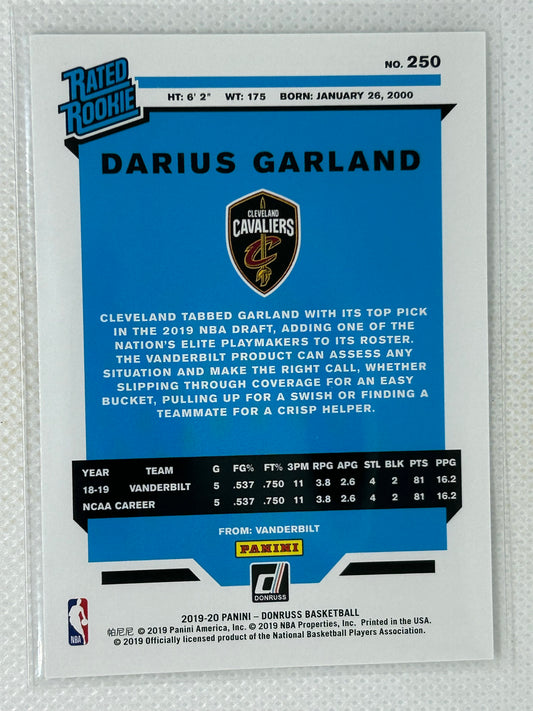 RATED
ROOKIE
NO. 250
HT: 6' 2" WT: 175 BORN: JANUARY 26, 2000
DARIUS GARLAND
CLEVELAND
CAVALIERS
C
CLEVELAND TABBED GARLAND WITH ITS TOP PICK
IN THE 2019 NBA DRAFT, ADDING ONE OF THE
NATION'S ELITE PLAYMAKERS TO ITS ROSTER.
THE VANDERBILT PRODUCT CAN ASSESS ANY
SITUATION AND MAKE THE RIGHT CALL, WHETHER
SLIPPING THROUGH COVERAGE FOR AN EASY
BUCKET, PULLING UP FOR A SWISH OR FINDING A
TEAMMATE FOR A CRISP HELPER.
YEAR TEAM G FG% FT% 3PM RPG APG STL BLK PTS PPG
18-19 VANDERBILT 5 .537 .750 11 3.8 2.6 4 2 81 16.2
NCAA CAREER 5 .537 .750 11 3.8 2.6 4 2 81 16.2
FROM: VANDERBILT
PANINI
d
DONRUSS
NBA
2019-20 PANINI – DONRUSS BASKETBALL
帕尼尼 © 2019 Panini America, Inc. © 2019 NBA Properties, Inc. Printed in the USA.
© 2019 Officially licensed product of the National Basketball Players Association.